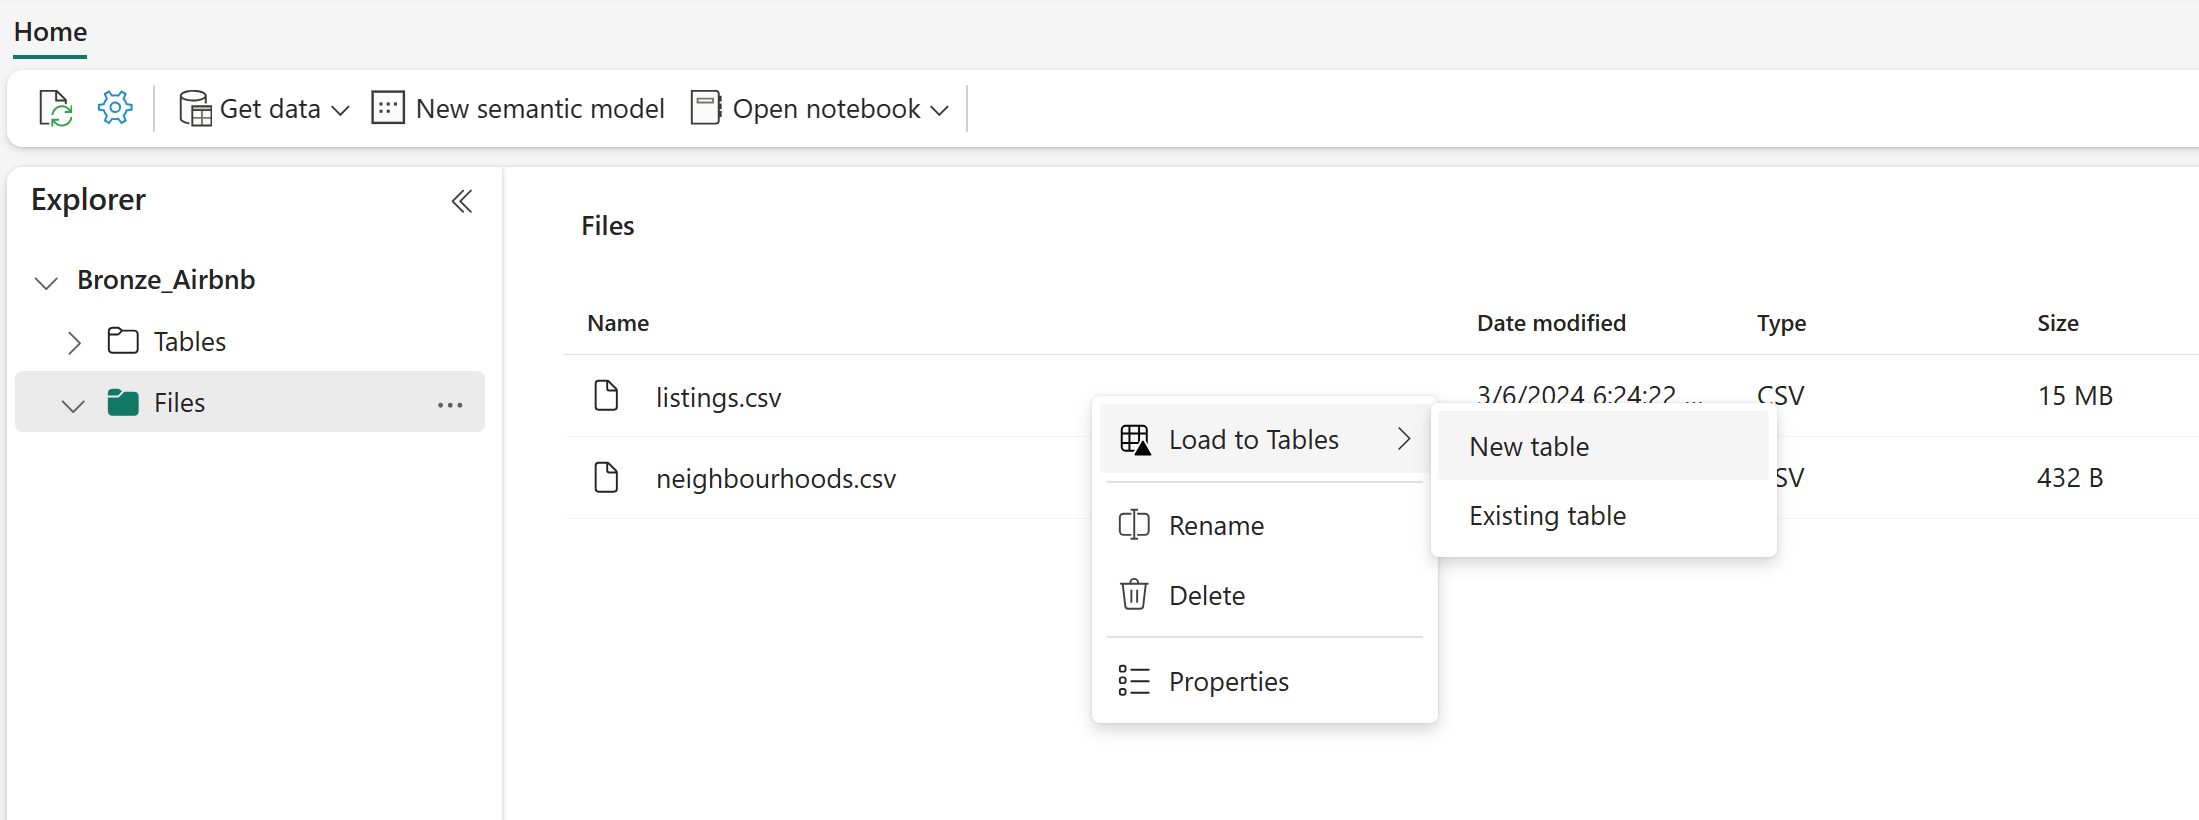 Home
Get data New semantic model Open notebook
Explorer
Bronze_Airbnb
Tables
Files ...
Files
Name Date modified Type Size
listings.csv 3/6/2024 6:24:22 ... CSV 15 MB
neighbourhoods.csv SV 432 B
Load to Tables
Rename
Delete
Properties
New table
Existing table